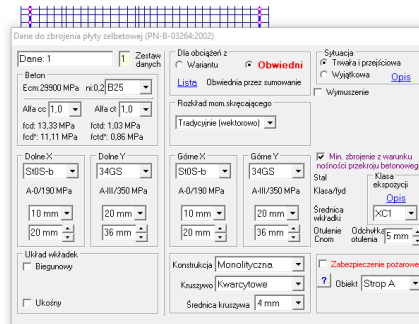 Dane do zbrojenia płyty żelbetowej (PN-B-03264:2002)
Dane: 1
1 Zestaw danych
Dla obciążeń z
Wariantu
Obwiedni
Lista Obwiednia przez sumowanie
Sytuacja
Trwała i przejściowa
Wyjątkowa Opis
Wymuszenie
Beton
Ecm:29900 MPa ni:0,2 B25
Alfa cc 1,0 Alfa ct 1,0
fcd: 13,33 MPa fctd: 1,03 MPa
fcd*: 11,11 MPa fctd*: 0,86 MPa
Rozkład mom.skręcającego
Tradycyjnie (wektorowo)
Dolne X
St0S-b
A-0/190 MPa
10 mm
20 mm
Dolne Y
34GS
A-III/350 MPa
20 mm
36 mm
Górne X
St0S-b
A-0/190 MPa
10 mm
20 mm
Górne Y
34GS
A-III/350 MPa
20 mm
36 mm
Min. zbrojenie z warunku
nośności przekroju betonowego
Stal
Klasa/fyd
Średnica
wkładki
Otulenie
Cnom
Klasa
ekspozycji
Opis
XC1
Odchyłka
otulenia 5 mm
Układ wkładek
Biegunowy
Ukośny
Konstrukcja Monolityczna
Kruszywo Kwarcytowe
Średnica kruszywa 4 mm
Zabezpieczenie pożarowe
? Obiekt Strop A